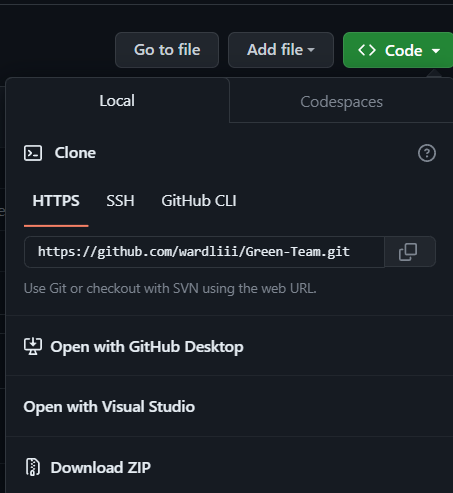 Go to file
Add file
Code
Local
Codespaces
Clone
HTTPS
SSH
GitHub CLI
https://github.com/wardliii/Green-Team.git
Use Git or checkout with SVN using the web URL.
Open with GitHub Desktop
Open with Visual Studio
Download ZIP